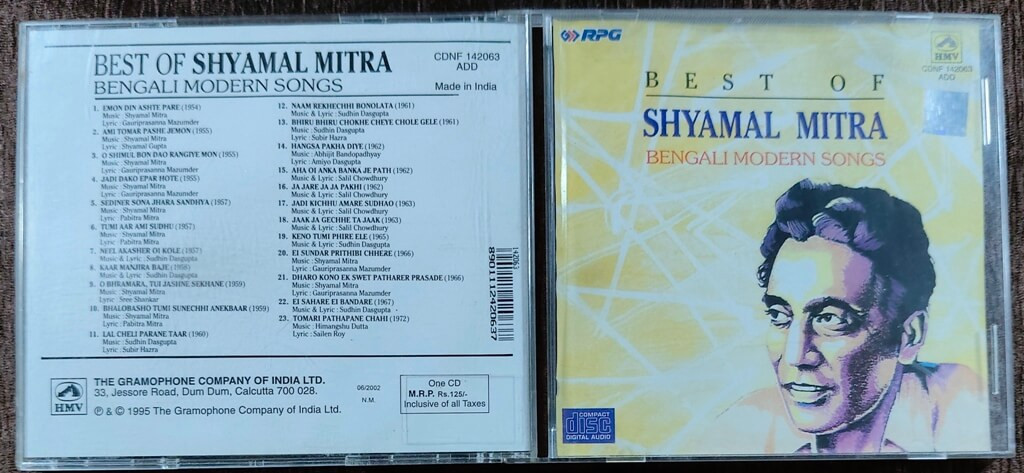 BEST OF SHYAMAL MITRA
BENGALI MODERN SONGS
CDNF 142063
ADD
Made in India
1. EMON DIN ASHTE PARE (1954)
Music : Shyamal Mitra
Lyric : Gauriprasanna Mazumder
2. AMI TOMAR PASHE JEMON (1955)
Music : Shyamal Mitra
Lyric : Shyamal Gupta
3. O SHIMUL BON DAO RANGIYE MON (1955)
Music : Shyamal Mitra
Lyric : Gauriprasanna Mazumder
4. JADI DAKO EPAR HOTE (1955)
Music : Shyamal Mitra
Lyric : Gauriprasanna Mazumder
5. SEDINER SONA JHARA SANDHYA (1957)
Music : Shyamal Mitra
Lyric : Pabitra Mitra
6. TUMI AAR AMI SUDHU (1957)
Music : Shyamal Mitra
Lyric : Pabitra Mitra
7. NEEL AKASHER OI KOLE (1957)
Music & Lyric : Sudhin Dasgupta
8. KAAR MANJIRA BAJE (1958)
Music & Lyric : Sudhin Dasgupta
9. O BHRAMARA, TUI JASHNE SEKHANE (1959)
Music : Shyamal Mitra
Lyric : Sree Shankar
10. BHALOBASHO TUMI SUNECHHI ANEKBAAR (1959)
Music : Shyamal Mitra
Lyric : Pabitra Mitra
11. LAL CHELI PARANE TAAR (1960)
Music : Sudhin Dasgupta
Lyric : Subir Hazra
12. NAAM REKHECHHI BONOLATA (1961)
Music & Lyric : Sudhin Dasgupta
13. BHIRU BHIRU CHOKHE CHEYE CHOLE GELE (1961)
Music : Sudhin Dasgupta
Lyric : Subir Hazra
14. HANGSA PAKHA DIYE (1962)
Music : Abhijit Bandopadhyay
Lyric : Amiyo Dasgupta
15. AHA OI ANKA BANKA JE PATH (1962)
Music & Lyric : Salil Chowdhury
16. JA JARE JA JA PAKHI (1962)
Music & Lyric : Salil Chowdhury
17. JADI KICHHU AMARE SUDHAO (1963)
Music & Lyric : Salil Chowdhury
18. JAAK JA GECHHE TA JAAK (1963)
Music & Lyric : Salil Chowdhury
19. KENO TUMI PHIRE ELE (1965)
Music & Lyric : Sudhin Dasgupta
20. EI SUNDAR PRITHIBI CHHERE (1966)
Music : Shyamal Mitra
Lyric : Gauriprasanna Mazumder
21. DHARO KONO EK SWET PATHARER PRASADE (1966)
Music : Shyamal Mitra
Lyric : Gauriprasanna Mazumder
22. EI SAHARE EI BANDARE (1967)
Music & Lyric : Sudhin Dasgupta
23. TOMARI PATHAPANE CHAHI (1972)
Music : Himangshu Dutta
Lyric : Sailen Roy
8901112420637
HMV
THE GRAMOPHONE COMPANY OF INDIA LTD.
33, Jessore Road, Dum Dum, Calcutta 700 028.
℗ & © 1995 The Gramophone Company of India Ltd.
06/2002
N.M.
One CD
M.R.P. Rs.125/-
Inclusive of all Taxes
RPG
HMV
CDNF 142063
ADD
BEST OF
SHYAMAL MITRA
BENGALI MODERN SONGS
COMPACT
disc
DIGITAL AUDIO